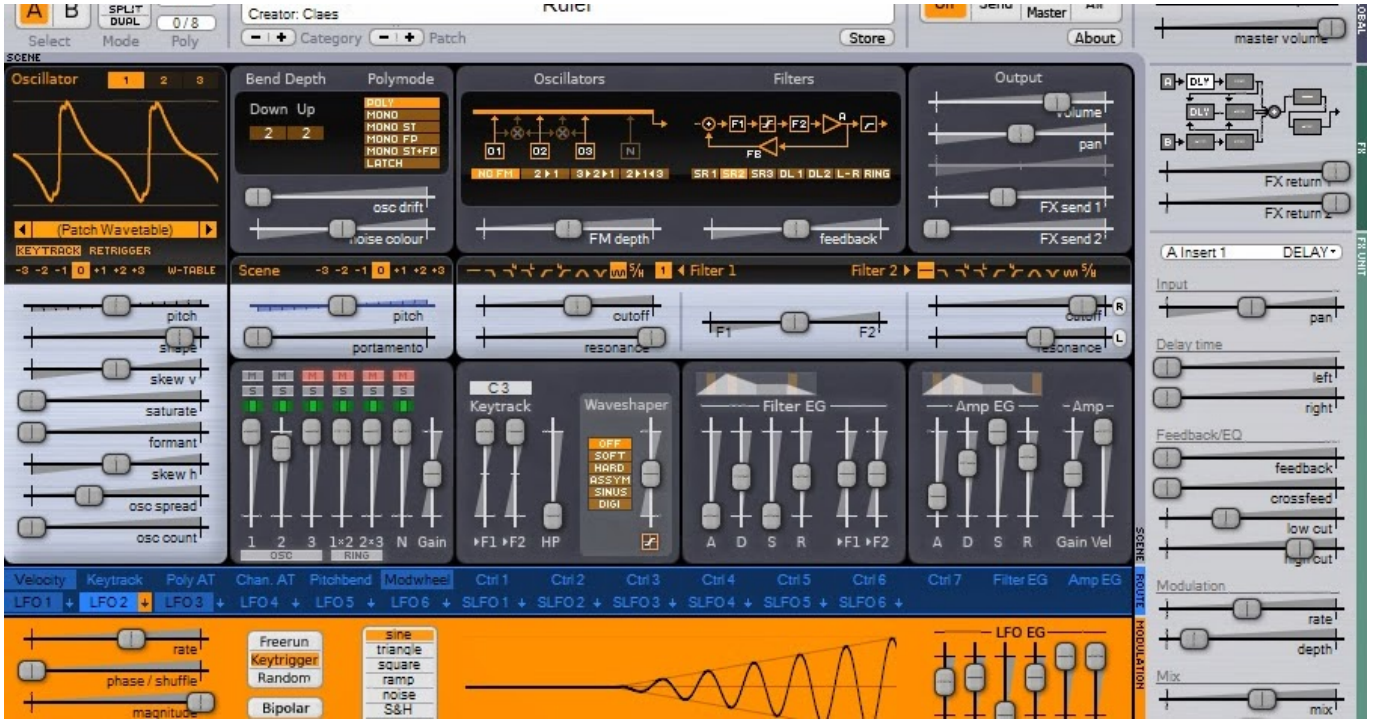 A B SPLIT DUAL 0 / 8
Select Mode Poly
Creator: Claes
Ruler
- + Category - + Patch Store
Send Master
About
master volume
GLOBAL
SCENE
Oscillator 1 2 3
(Patch Wavetable)
KEYTRACK RETRIGGER
-3 -2 -1 0 +1 +2 +3 W-TABLE
Bend Depth Polymode
Down Up
2 2
POLY
MONO
MONO ST
MONO FP
MONO ST+FP
LATCH
osc drift
noise colour
Oscillators Filters
O1 O2 O3 N
F1 F2 A
FB
NO FM 2▸1 3▸2▸1 2▸1◂3
SR1 SR2 SR3 DL1 DL2 L-R RING
FM depth feedback
Output
volume
pan
FX send 1
FX send 2
A DLY
DLY
B
FX return 1
FX return 2
FX
Scene -3 -2 -1 0 +1 +2 +3
S/H 1 Filter 1 Filter 2 S/H
pitch
shape
skew v
saturate
formant
skew h
osc spread
osc count
pitch
portamento
cutoff
resonance
F1 F2
cutoff R
resonance L
M M M M M M
S S S S S S
1 2 3 1×2 2×3 N Gain
OSC RING
C 3
Keytrack
▸F1 ▸F2 HP
Waveshaper
OFF
SOFT
HARD
ASSYM
SINUS
DIGI
Filter EG
A D S R ▸F1 ▸F2
Amp EG Amp
A D S R Gain Vel
SCENE
FX UNIT
A Insert 1 DELAY
Input
pan
Delay time
left
right
Feedback/EQ
feedback
crossfeed
low cut
high cut
Modulation
rate
depth
Mix
mix
Velocity Keytrack Poly AT Chan. AT Pitchbend Modwheel Ctrl 1 Ctrl 2 Ctrl 3 Ctrl 4 Ctrl 5 Ctrl 6 Ctrl 7 Filter EG Amp EG
LFO 1 LFO 2 LFO 3 LFO 4 LFO 5 LFO 6 SLFO 1 SLFO 2 SLFO 3 SLFO 4 SLFO 5 SLFO 6
ROUTE
rate
phase / shuffle
magnitude
Freerun
Keytrigger
Random
Bipolar
sine
triangle
square
ramp
noise
S&H
LFO EG
MODULATION